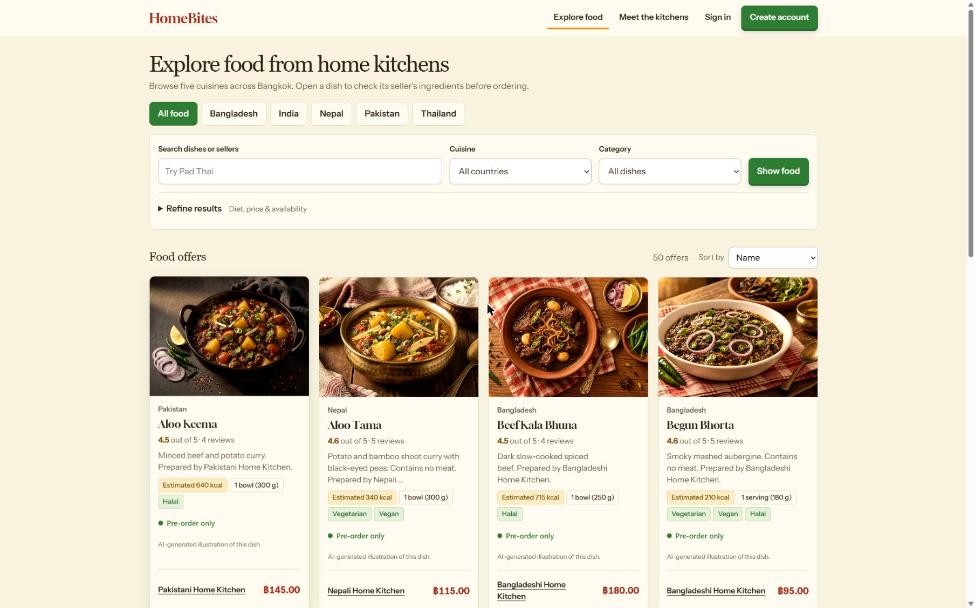 HomeBites
Explore food
Meet the kitchens
Sign in
Create account
Explore food from home kitchens
Browse five cuisines across Bangkok. Open a dish to check its seller's ingredients before ordering.
All food
Bangladesh
India
Nepal
Pakistan
Thailand
Search dishes or sellers
Try Pad Thai
Cuisine
All countries
Category
All dishes
Show food
Refine results
Diet, price & availability
Food offers
50 offers
Sort by
Name
Pakistan
Aloo Keema
4.5 out of 5 · 4 reviews
Minced beef and potato curry.
Prepared by Pakistani Home Kitchen.
Estimated 640 kcal
1 bowl (300 g)
Halal
Pre-order only
AI-generated illustration of this dish.
Pakistani Home Kitchen
฿145.00
Nepal
Aloo Tama
4.6 out of 5 · 5 reviews
Potato and bamboo shoot curry with
black-eyed peas. Contains no meat.
Prepared by Nepali ...
Estimated 340 kcal
1 bowl (300 g)
Vegetarian
Vegan
Pre-order only
AI-generated illustration of this dish.
Nepali Home Kitchen
฿115.00
Bangladesh
Beef Kala Bhuna
4.5 out of 5 · 4 reviews
Dark slow-cooked spiced
beef. Prepared by Bangladeshi
Home Kitchen.
Estimated 715 kcal
1 bowl (250 g)
Halal
Pre-order only
AI-generated illustration of this dish.
Bangladeshi Home
Kitchen
฿180.00
Bangladesh
Begun Bhorta
4.6 out of 5 · 5 reviews
Smoky mashed aubergine. Contains
no meat. Prepared by Bangladeshi
Home Kitchen.
Estimated 210 kcal
1 serving (180 g)
Vegetarian
Vegan
Halal
Pre-order only
AI-generated illustration of this dish.
Bangladeshi Home Kitchen
฿95.00